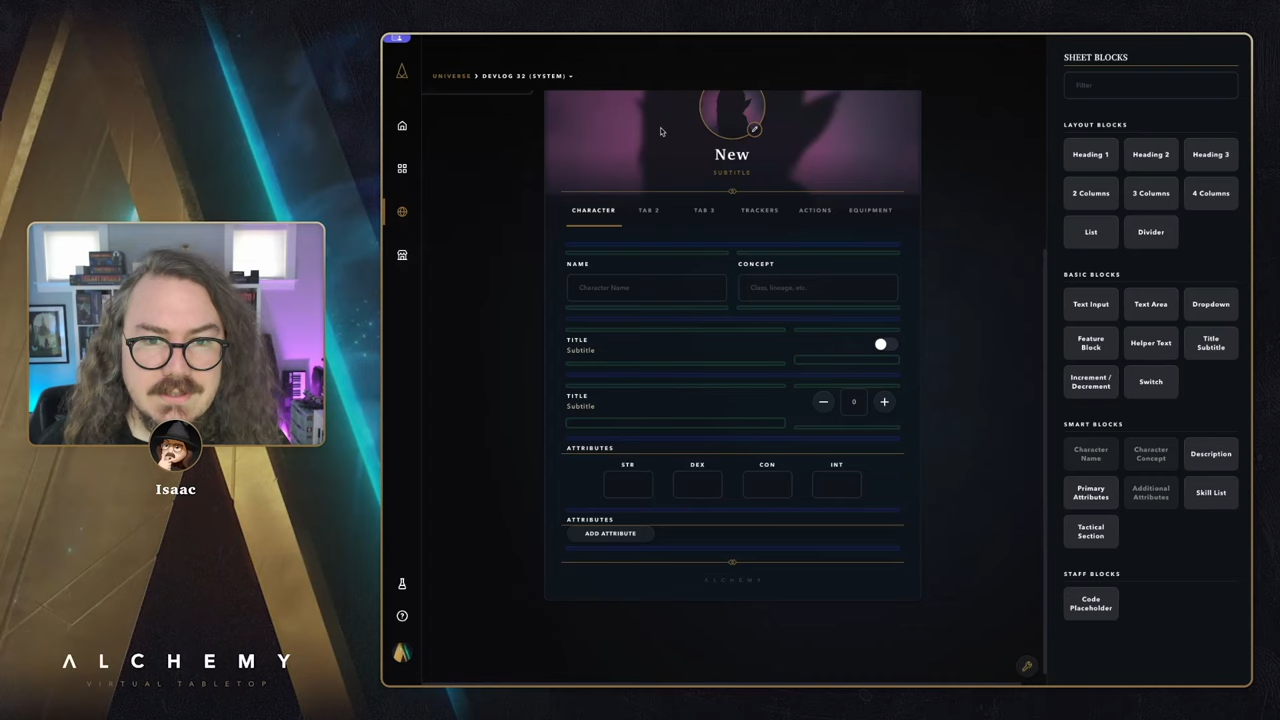 UNIVERSE > DEVLOG 32 (SYSTEM)
New
SUBTITLE
CHARACTER TAB 2 TAB 3 TRACKERS ACTIONS EQUIPMENT
NAME CONCEPT
Character Name Class, lineage, etc.
TITLE
Subtitle
TITLE
Subtitle
0
ATTRIBUTES
STR DEX CON INT
ATTRIBUTES
ADD ATTRIBUTE
ALCHEMY
SHEET BLOCKS
Filter
LAYOUT BLOCKS
Heading 1 Heading 2 Heading 3
2 Columns 3 Columns 4 Columns
List Divider
BASIC BLOCKS
Text Input Text Area Dropdown
Feature Block Helper Text Title Subtitle
Increment / Decrement Switch
SMART BLOCKS
Character Name Character Concept Description
Primary Attributes Additional Attributes Skill List
Tactical Section
STAFF BLOCKS
Code Placeholder
Isaac
ALCHEMY
VIRTUAL TABLETOP